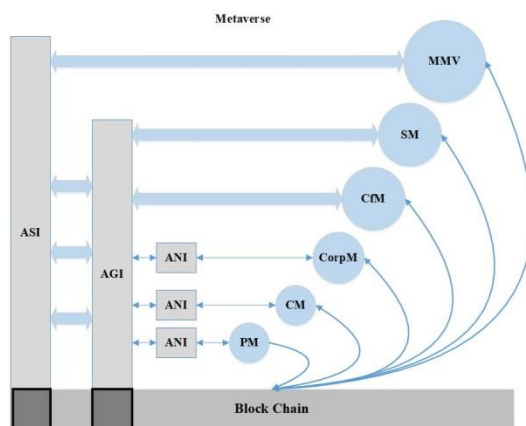 Metaverse
MMV
SM
CfM
ASI
AGI
ANI
CorpM
ANI
CM
ANI
PM
Block Chain